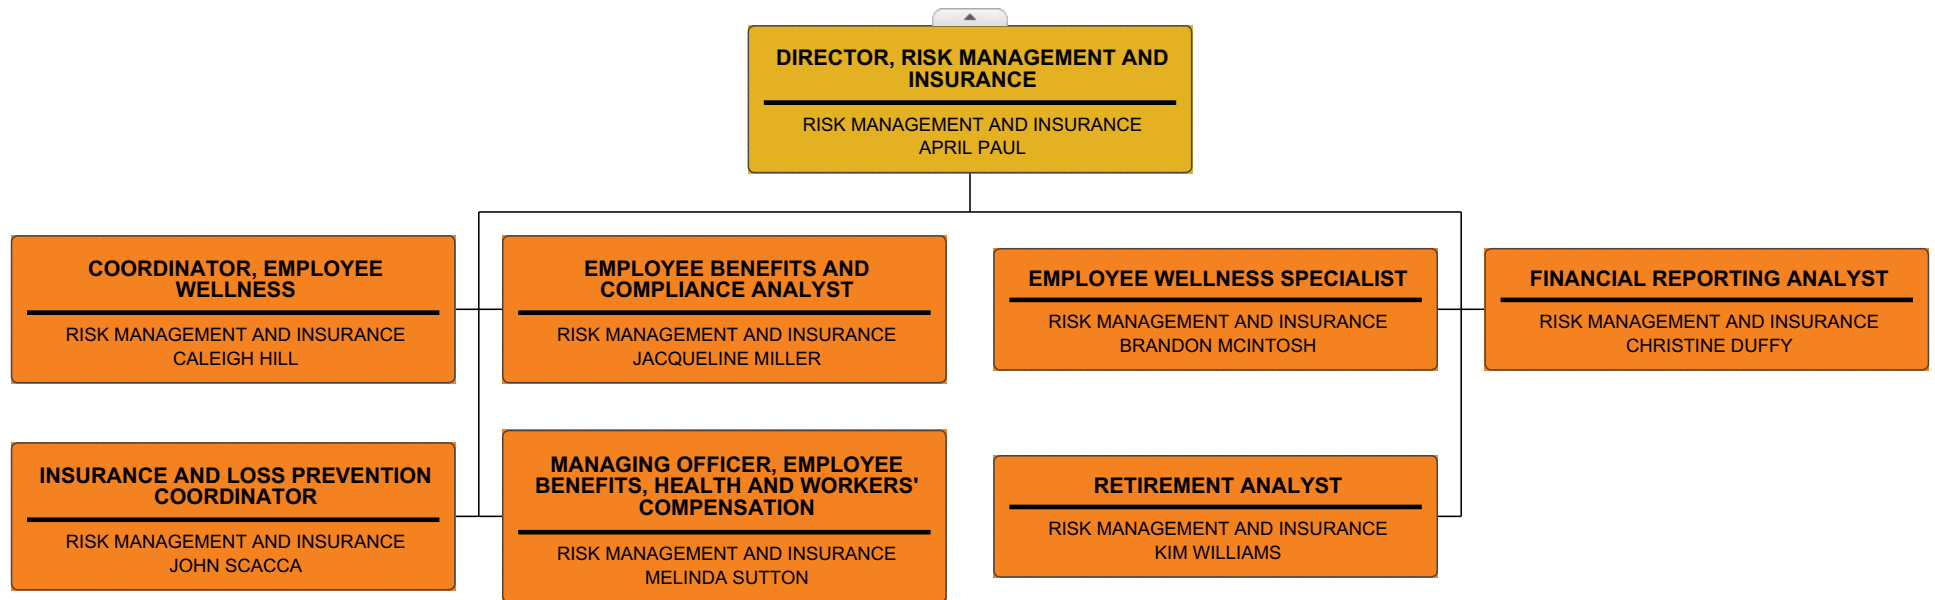 DIRECTOR, RISK MANAGEMENT AND
INSURANCE
RISK MANAGEMENT AND INSURANCE
APRIL PAUL
COORDINATOR, EMPLOYEE
WELLNESS
RISK MANAGEMENT AND INSURANCE
CALEIGH HILL
EMPLOYEE BENEFITS AND
COMPLIANCE ANALYST
RISK MANAGEMENT AND INSURANCE
JACQUELINE MILLER
EMPLOYEE WELLNESS SPECIALIST
RISK MANAGEMENT AND INSURANCE
BRANDON MCINTOSH
FINANCIAL REPORTING ANALYST
RISK MANAGEMENT AND INSURANCE
CHRISTINE DUFFY
INSURANCE AND LOSS PREVENTION
COORDINATOR
RISK MANAGEMENT AND INSURANCE
JOHN SCACCA
MANAGING OFFICER, EMPLOYEE
BENEFITS, HEALTH AND WORKERS'
COMPENSATION
RISK MANAGEMENT AND INSURANCE
MELINDA SUTTON
RETIREMENT ANALYST
RISK MANAGEMENT AND INSURANCE
KIM WILLIAMS